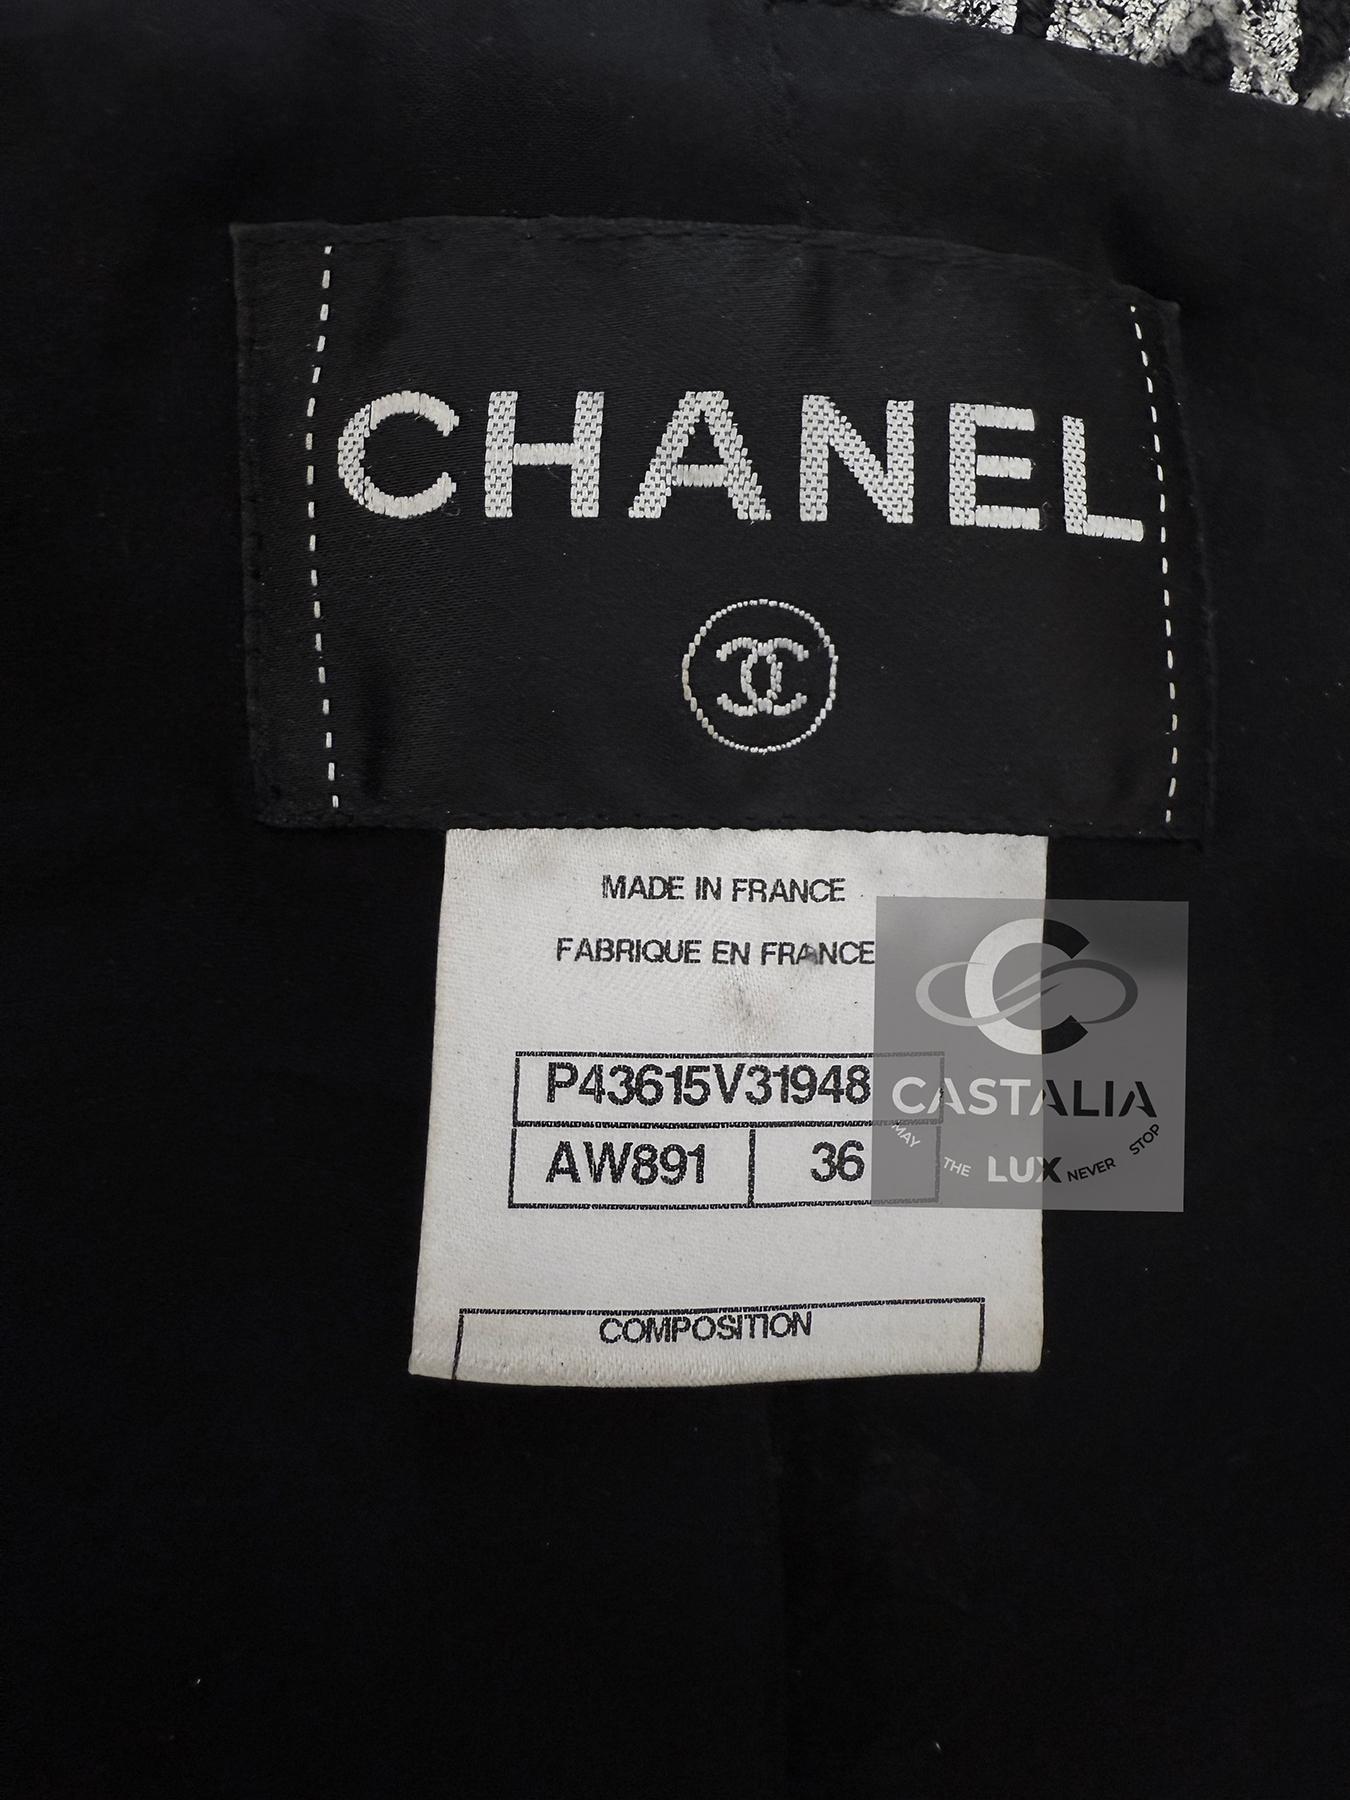 CHANEL
MADE IN FRANCE
FABRIQUE EN FRANCE
P43615V31948
AW891 36
COMPOSITION
CASTALIA
MAY THE LUX NEVER STOP